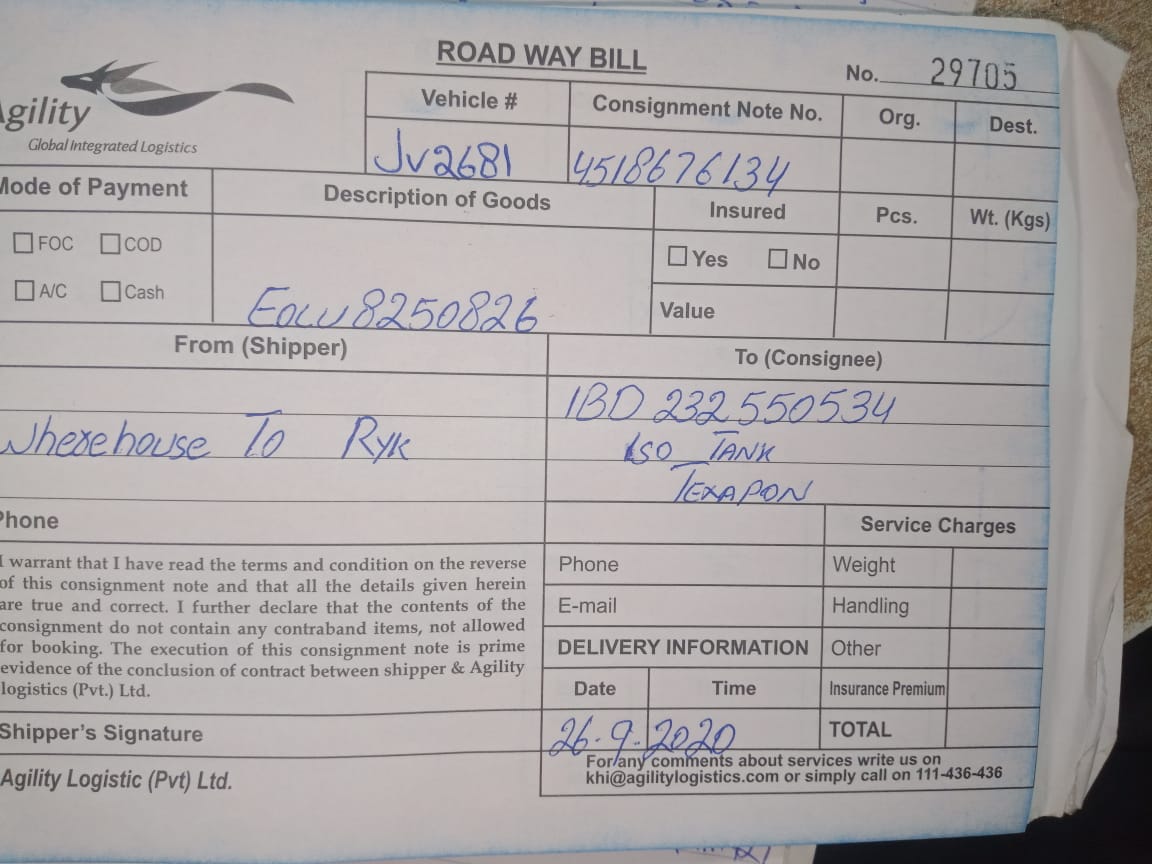 ROAD WAY BILL
No. 29705
Agility
Global Integrated Logistics
Vehicle # Consignment Note No. Org. Dest.
JV2681 4518676134
Mode of Payment Description of Goods Insured Pcs. Wt. (Kgs)
FOC COD Yes No
A/C Cash Value
EOLU8250826
From (Shipper) To (Consignee)
IBD 232550534
Wherehouse To Ryk ISO TANK
TEXAPON
Phone Service Charges
I warrant that I have read the terms and condition on the reverse
of this consignment note and that all the details given herein
are true and correct. I further declare that the contents of the
consignment do not contain any contraband items, not allowed
for booking. The execution of this consignment note is prime
evidence of the conclusion of contract between shipper & Agility
logistics (Pvt.) Ltd.
Phone Weight
E-mail Handling
DELIVERY INFORMATION Other
Date Time Insurance Premium
26.9.2020 TOTAL
Shipper's Signature
Agility Logistic (Pvt) Ltd.
For any comments about services write us on
khi@agilitylogistics.com or simply call on 111-436-436